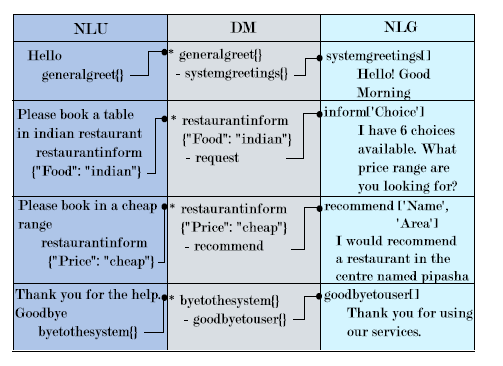 NLU
DM
NLG
Hello
generalgreet{}
* generalgreet{}
- systemgreetings{}
systemgreetings[]
Hello! Good
Morning
Please book a table
in indian restaurant
restaurantinform
{"Food": "indian"}
* restaurantinform
{"Food": "indian"}
- request
inform['Choice']
I have 6 choices
available. What
price range are
you looking for?
Please book in a cheap
range
restaurantinform
{"Price": "cheap"}
* restaurantinform
{"Price": "cheap"}
- recommend
recommend ['Name',
'Area']
I would recommend
a restaurant in the
centre named pipasha
Thank you for the help.
Goodbye
byetothesystem{}
* byetothesystem{}
- goodbyetouser{}
goodbyetouser[]
Thank you for using
our services.